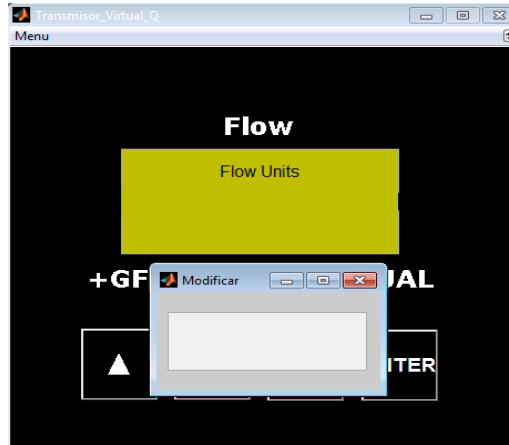 Transmisor_Virtual_Q
Menu
Flow
Flow Units
+GF
UAL
Modificar
▲
ITER